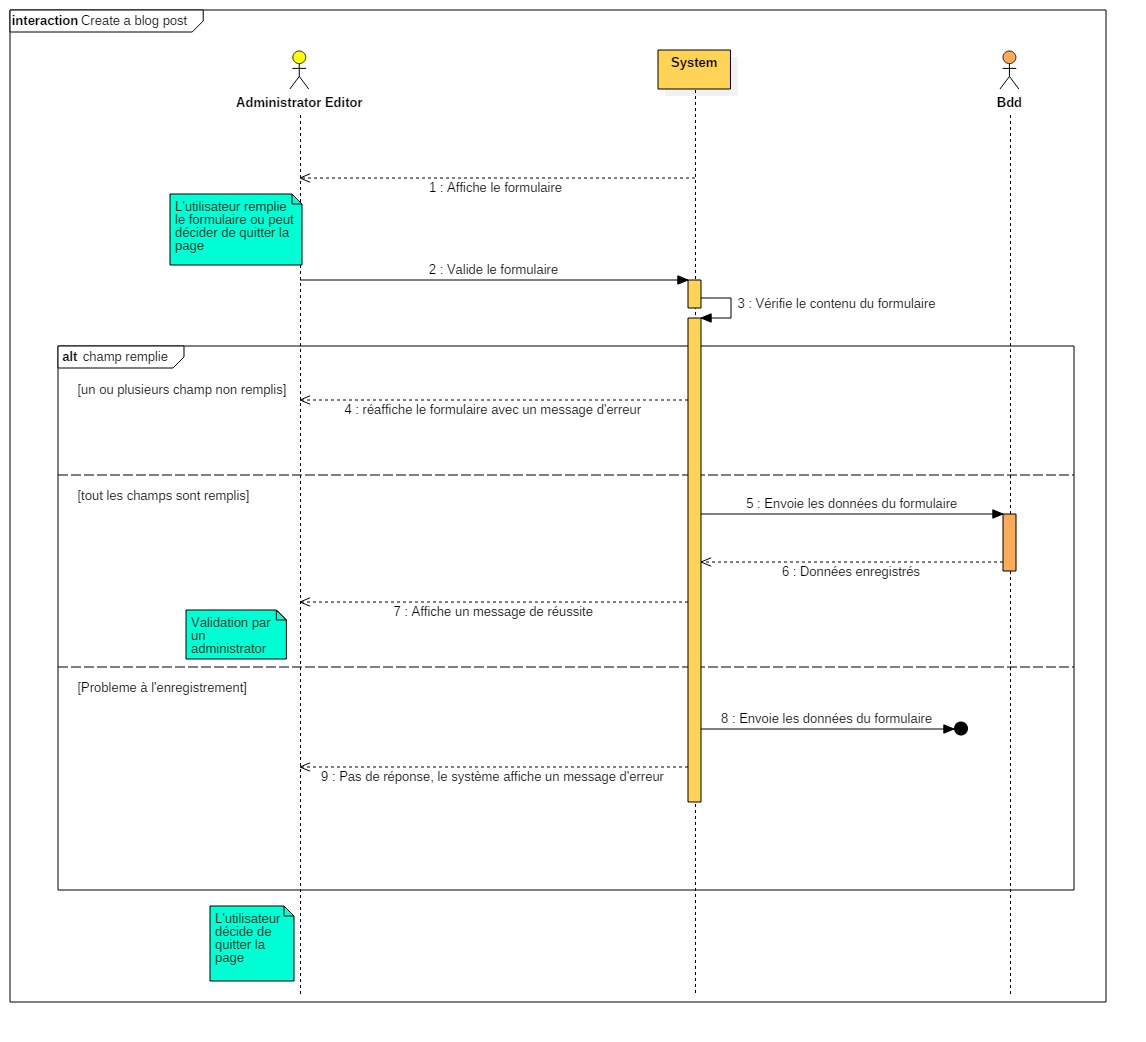 interaction Create a blog post
System
Administrator Editor
Bdd
1 : Affiche le formulaire
L'utilisateur remplie
le formulaire ou peut
décider de quitter la
page
2 : Valide le formulaire
3 : Vérifie le contenu du formulaire
alt champ remplie
[un ou plusieurs champ non remplis]
4 : réaffiche le formulaire avec un message d'erreur
[tout les champs sont remplis]
5 : Envoie les données du formulaire
6 : Données enregistrés
7 : Affiche un message de réussite
Validation par
un
administrator
[Probleme à l'enregistrement]
8 : Envoie les données du formulaire
9 : Pas de réponse, le système affiche un message d'erreur
L'utilisateur
décide de
quitter la
page